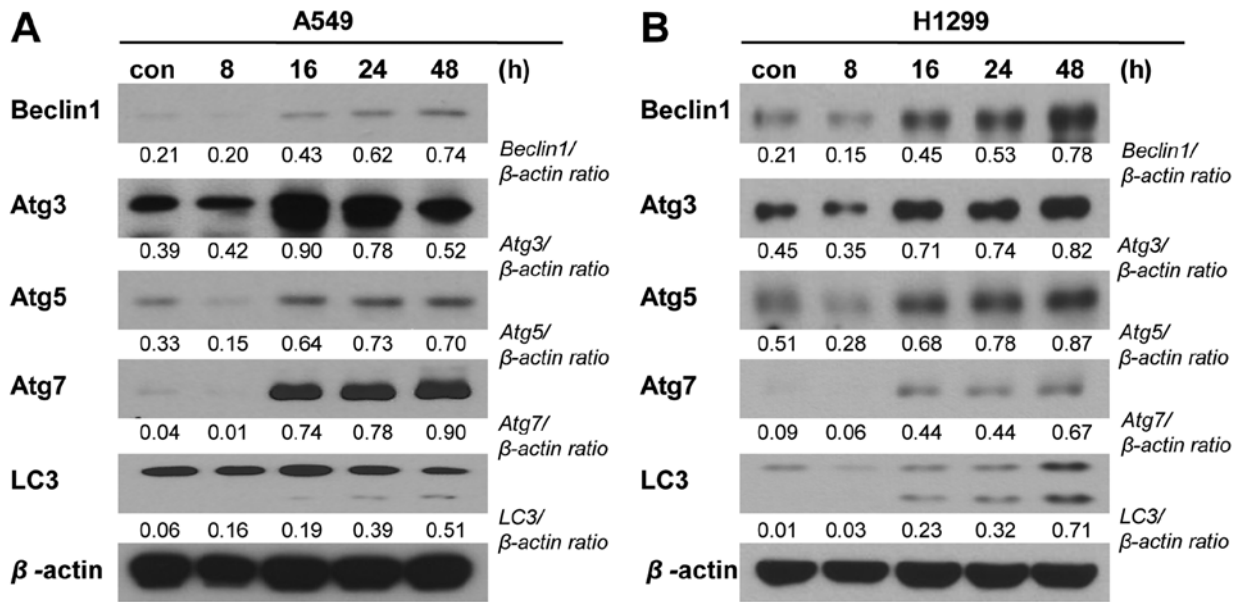 A
A549
con 8 16 24 48 (h)
Beclin1
0.21 0.20 0.43 0.62 0.74
Beclin1/
β-actin ratio
Atg3
0.39 0.42 0.90 0.78 0.52
Atg3/
β-actin ratio
Atg5
0.33 0.15 0.64 0.73 0.70
Atg5/
β-actin ratio
Atg7
0.04 0.01 0.74 0.78 0.90
Atg7/
β-actin ratio
LC3
0.06 0.16 0.19 0.39 0.51
LC3/
β-actin ratio
β -actin
B
H1299
con 8 16 24 48 (h)
Beclin1
0.21 0.15 0.45 0.53 0.78
Beclin1/
β-actin ratio
Atg3
0.45 0.35 0.71 0.74 0.82
Atg3/
β-actin ratio
Atg5
0.51 0.28 0.68 0.78 0.87
Atg5/
β-actin ratio
Atg7
0.09 0.06 0.44 0.44 0.67
Atg7/
β-actin ratio
LC3
0.01 0.03 0.23 0.32 0.71
LC3/
β-actin ratio
β -actin